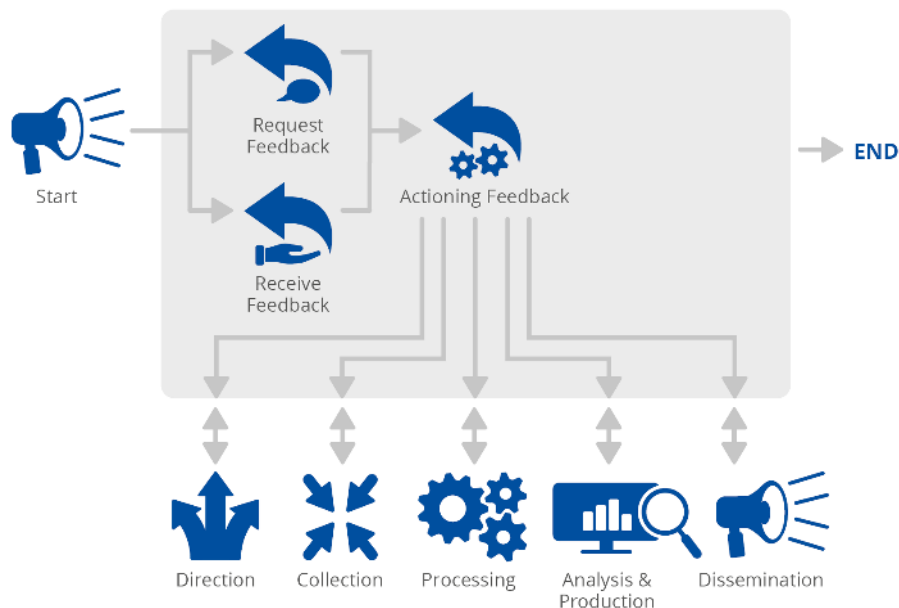 Request
Feedback
END
Start
Actioning Feedback
Receive
Feedback
Direction
Collection
Processing
Analysis &
Production
Dissemination